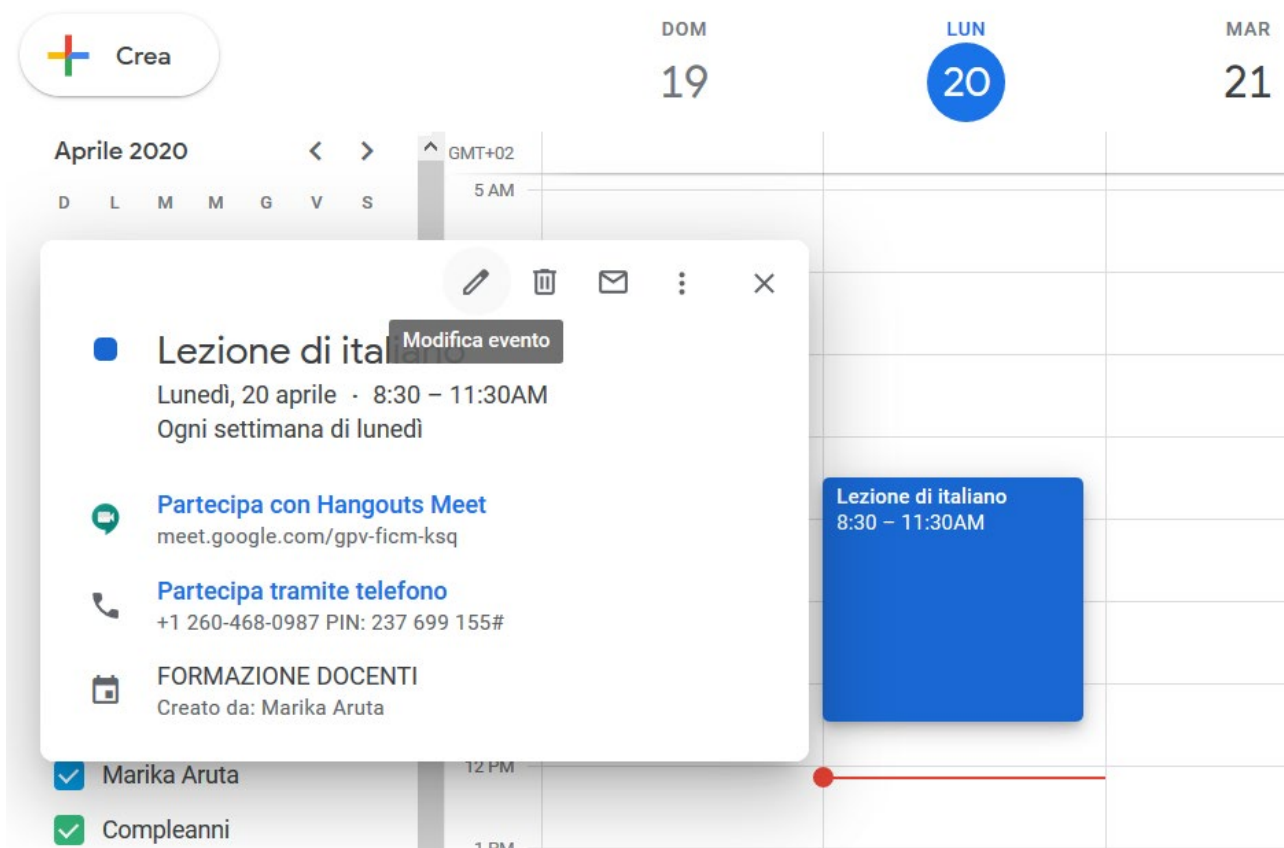 Crea
DOM
LUN
MAR
19
20
21
Aprile 2020
GMT+02
D L M M G V S
5 AM
Modifica evento
Lezione di italiano
Lunedì, 20 aprile · 8:30 – 11:30AM
Ogni settimana di lunedì
Partecipa con Hangouts Meet
meet.google.com/gpv-ficm-ksq
Partecipa tramite telefono
+1 260-468-0987 PIN: 237 699 155#
FORMAZIONE DOCENTI
Creato da: Marika Aruta
Lezione di italiano
8:30 – 11:30AM
12 PM
Marika Aruta
Compleanni
1 PM